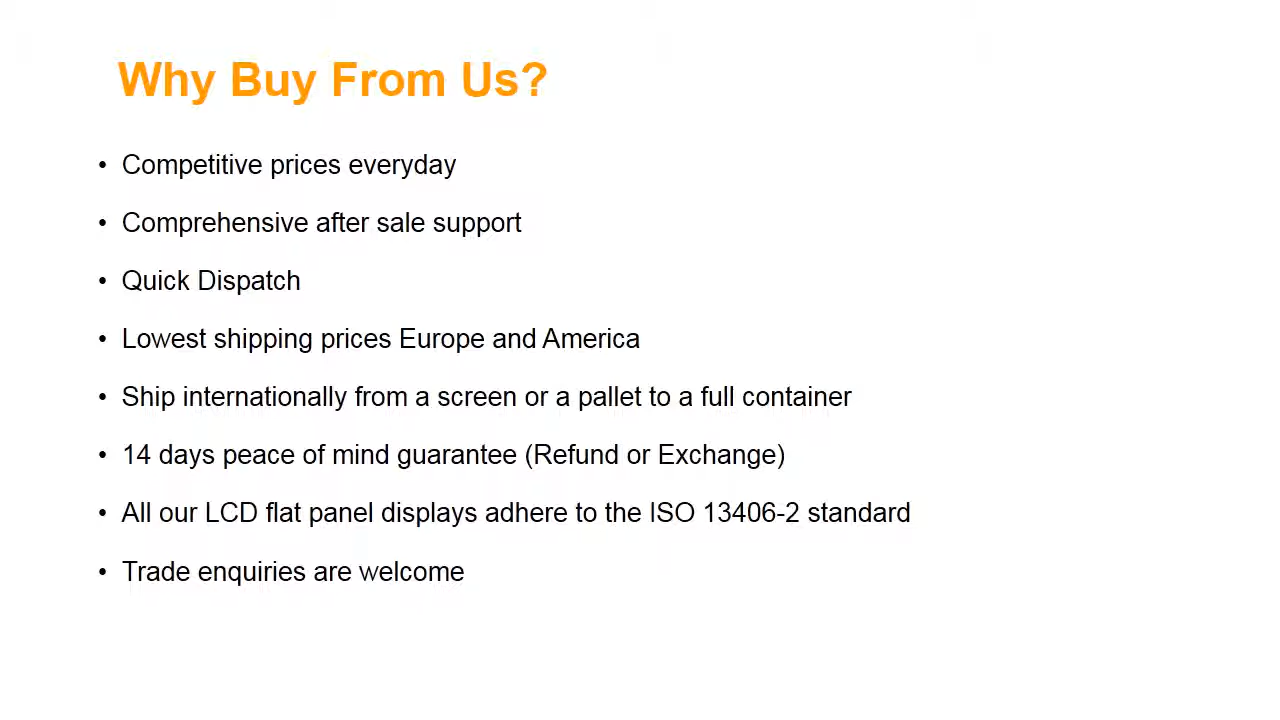 Why Buy From Us?
• Competitive prices everyday
• Comprehensive after sale support
• Quick Dispatch
• Lowest shipping prices Europe and America
• Ship internationally from a screen or a pallet to a full container
• 14 days peace of mind guarantee (Refund or Exchange)
• All our LCD flat panel displays adhere to the ISO 13406-2 standard
• Trade enquiries are welcome